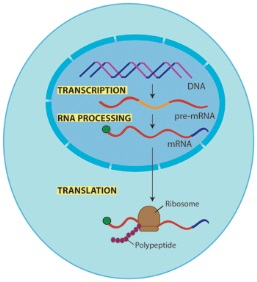 DNA
TRANSCRIPTION
pre-mRNA
RNA PROCESSING
mRNA
TRANSLATION
Ribosome
Polypeptide